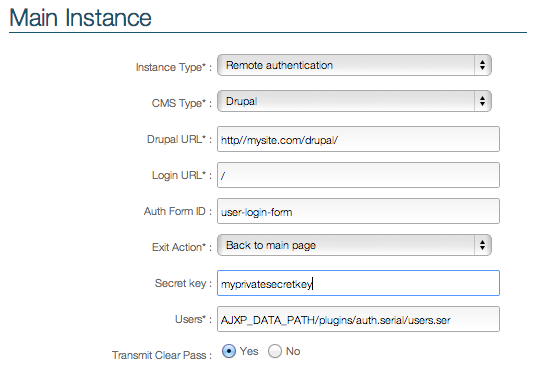 Main Instance
Instance Type* : Remote authentication
CMS Type* : Drupal
Drupal URL* : http//mysite.com/drupal/
Login URL* : /
Auth Form ID : user-login-form
Exit Action* : Back to main page
Secret key : myprivatesecretkey
Users* : AJXP_DATA_PATH/plugins/auth.serial/users.ser
Transmit Clear Pass : Yes No